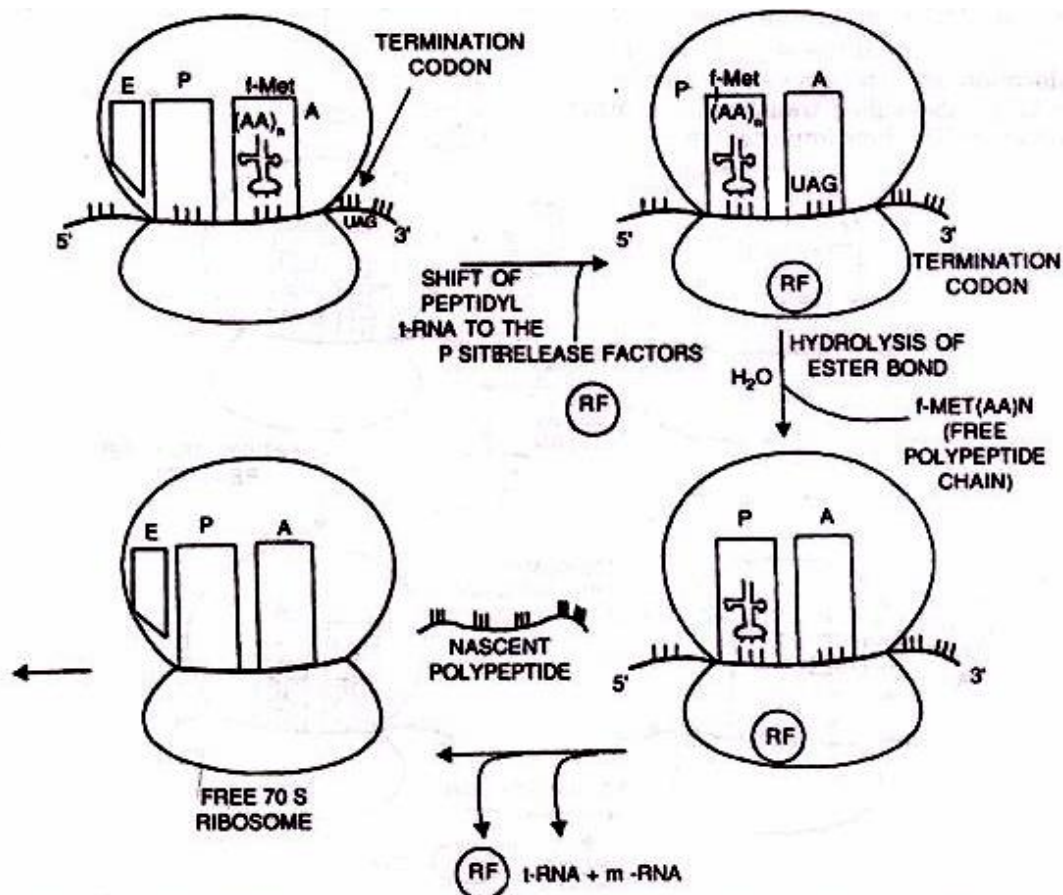 TERMINATION
CODON
E
P
f-Met
(AA)n
A
UAG
5'
3'
P
f-Met
(AA)n
A
UAG
5'
3'
TERMINATION
CODON
RF
SHIFT OF
PEPTIDYL
t-RNA TO THE
P SITE
RELEASE FACTORS
RF
H₂O
HYDROLYSIS OF
ESTER BOND
f-MET(AA)N
(FREE
POLYPEPTIDE
CHAIN)
P
A
5'
3'
RF
NASCENT
POLYPEPTIDE
E
P
A
FREE 70 S
RIBOSOME
RF
t-RNA + m -RNA